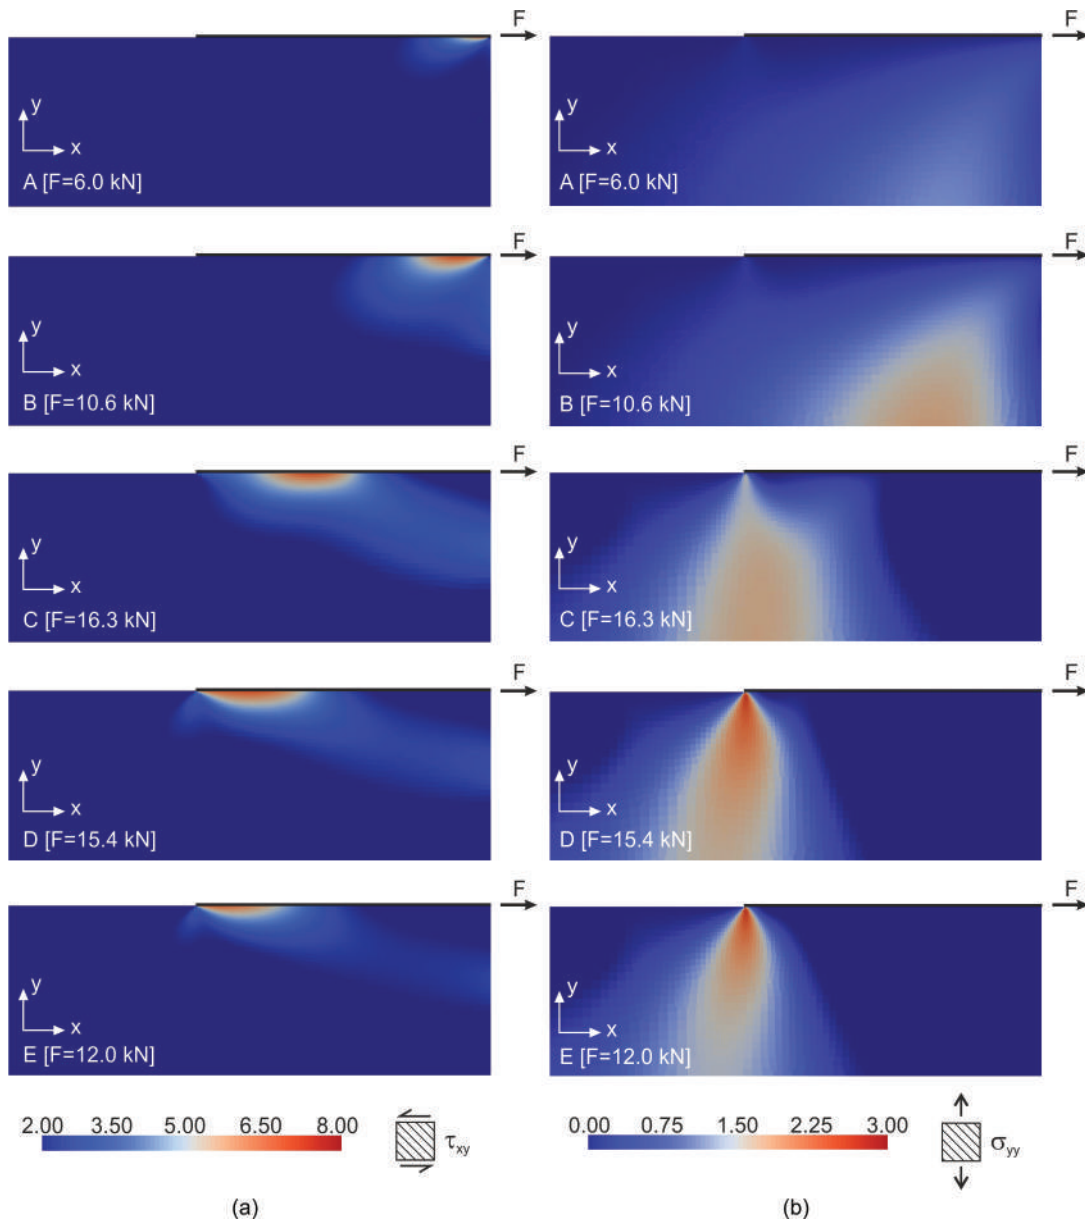 F
F
y
y
x
x
A [F=6.0 kN]
A [F=6.0 kN]
F
F
y
y
x
x
B [F=10.6 kN]
B [F=10.6 kN]
F
F
y
y
x
x
C [F=16.3 kN]
C [F=16.3 kN]
F
F
y
y
x
x
D [F=15.4 kN]
D [F=15.4 kN]
F
F
y
y
x
x
E [F=12.0 kN]
E [F=12.0 kN]
2.00 3.50 5.00 6.50 8.00
τxy
0.00 0.75 1.50 2.25 3.00
σyy
(a)
(b)